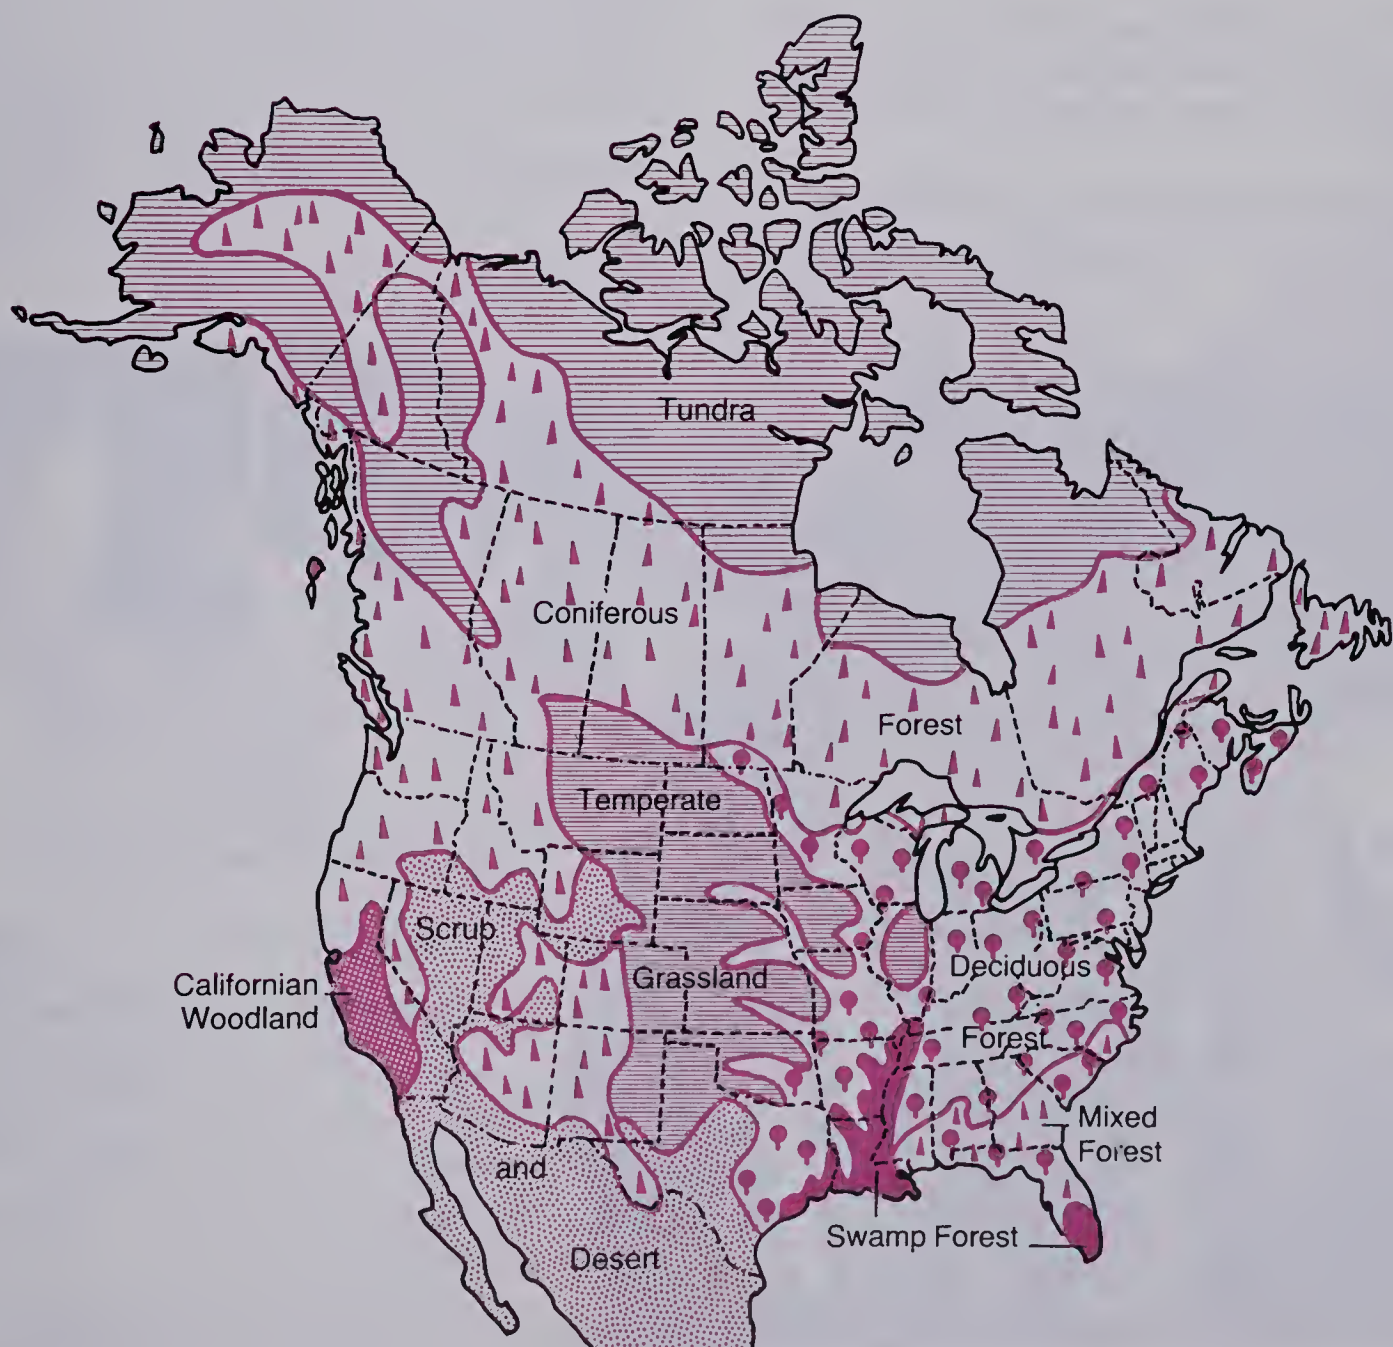 Tundra
Coniferous
Forest
Temperate
Scrub
Grassland
Deciduous
Californian
Woodland
Forest
Mixed
Forest
and
Swamp Forest
Desert